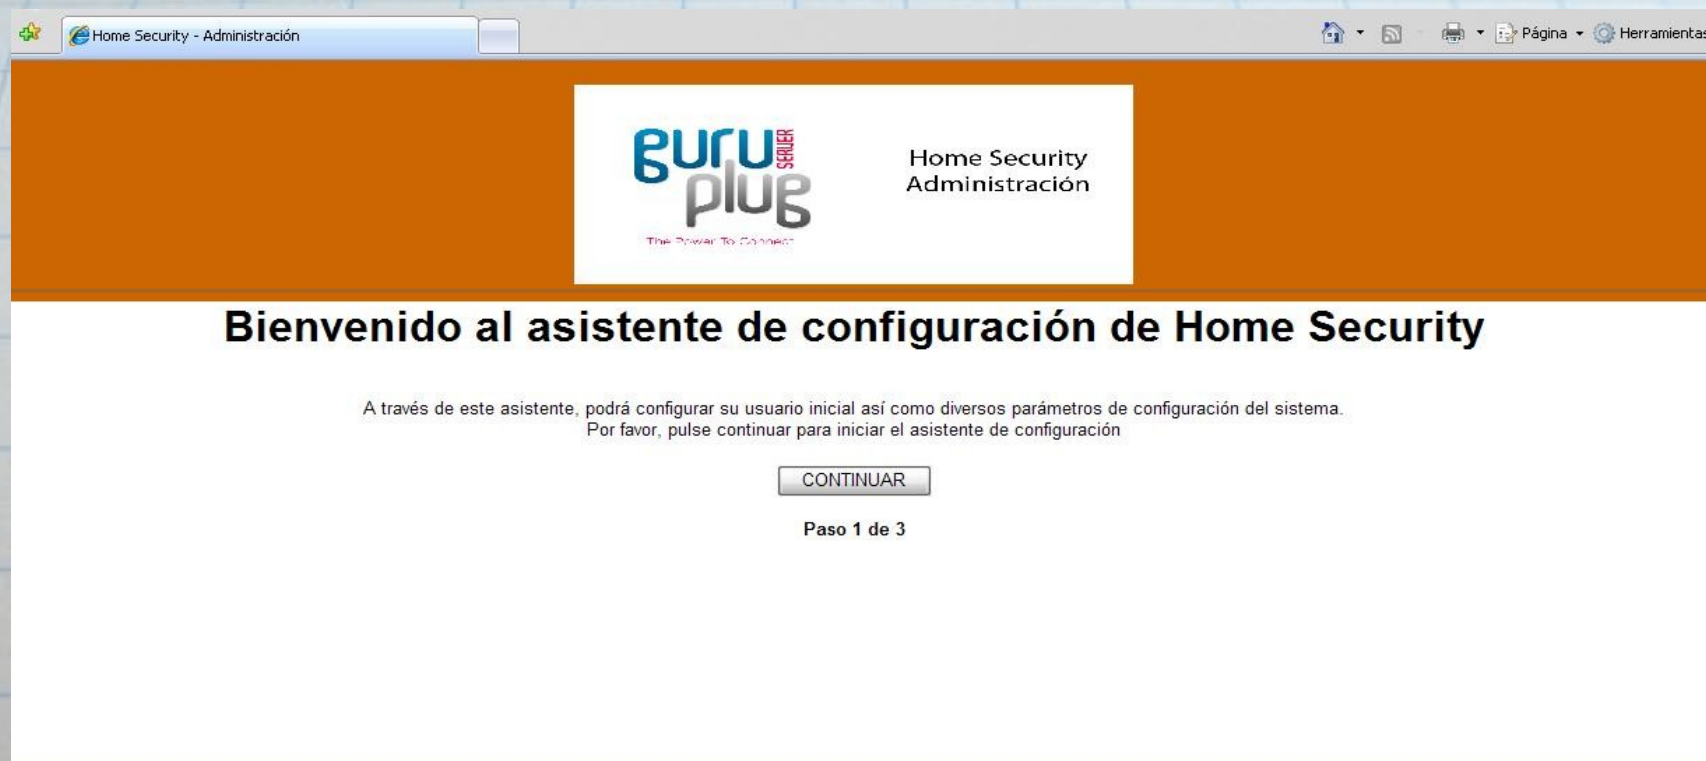 Home Security - Administración
Página
Herramientas
guru
SERVER
plug
The Power To Connect
Home Security
Administración
Bienvenido al asistente de configuración de Home Security
A través de este asistente, podrá configurar su usuario inicial así como diversos parámetros de configuración del sistema.
Por favor, pulse continuar para iniciar el asistente de configuración
CONTINUAR
Paso 1 de 3